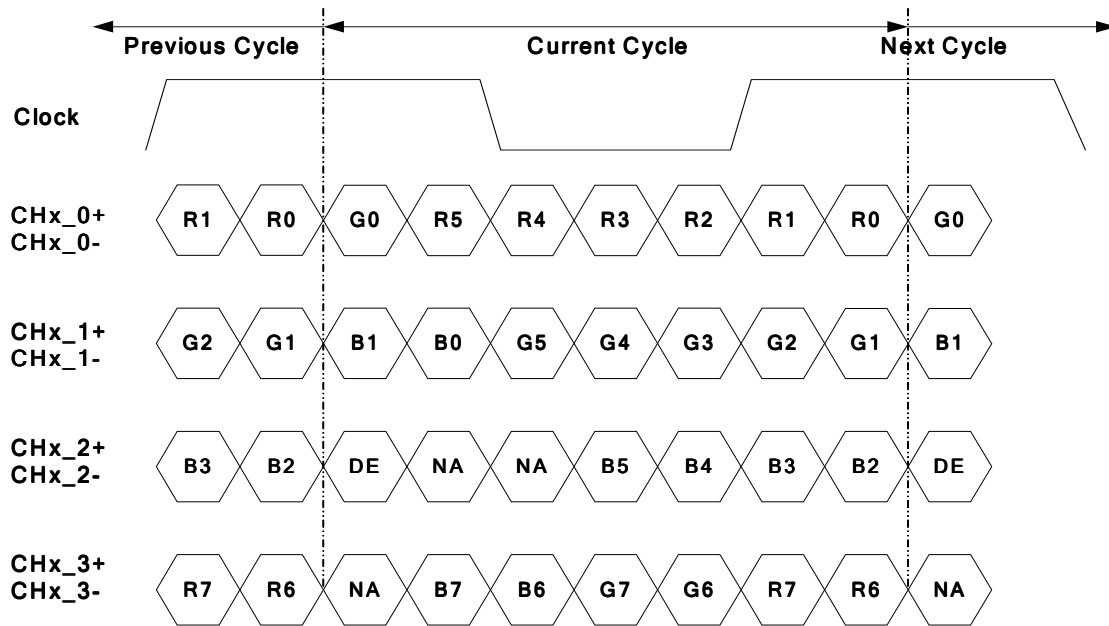 Previous Cycle Current Cycle Next Cycle
Clock
CHx_0+
CHx_0-
R1 R0 G0 R5 R4 R3 R2 R1 R0 G0
CHx_1+
CHx_1-
G2 G1 B1 B0 G5 G4 G3 G2 G1 B1
CHx_2+
CHx_2-
B3 B2 DE NA NA B5 B4 B3 B2 DE
CHx_3+
CHx_3-
R7 R6 NA B7 B6 G7 G6 R7 R6 NA